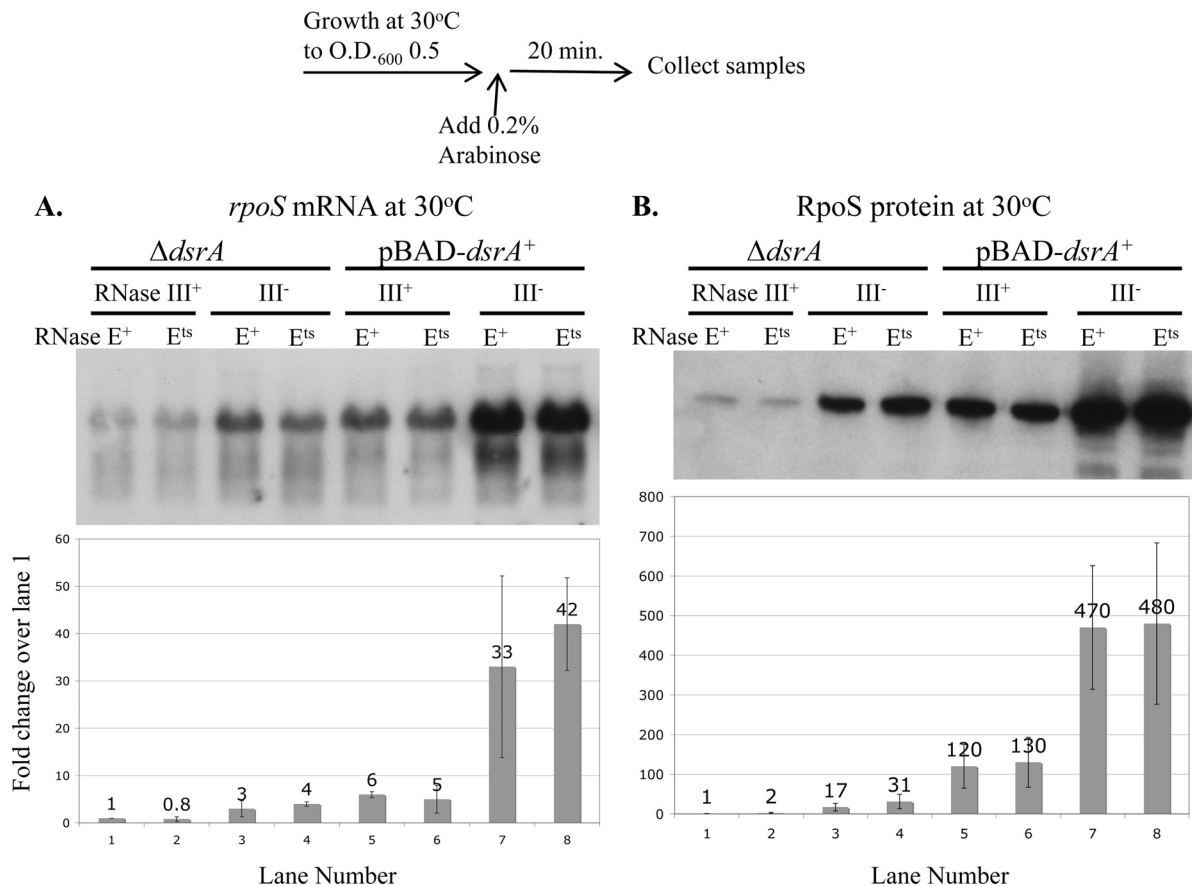 Growth at 30°C
to O.D.600 0.5
20 min.
Collect samples
Add 0.2%
Arabinose
A.
rpoS mRNA at 30°C
ΔdsrA
pBAD-dsrA+
RNase III+
III-
III+
III-
RNase E+
Ets
E+
Ets
E+
Ets
E+
Ets
Fold change over lane 1
60
50
40
30
20
10
0
1
0.8
3
4
6
5
33
42
1
2
3
4
5
6
7
8
Lane Number
B.
RpoS protein at 30°C
ΔdsrA
pBAD-dsrA+
RNase III+
III-
III+
III-
RNase E+
Ets
E+
Ets
E+
Ets
E+
Ets
800
700
600
500
400
300
200
100
0
1
2
17
31
120
130
470
480
1
2
3
4
5
6
7
8
Lane Number